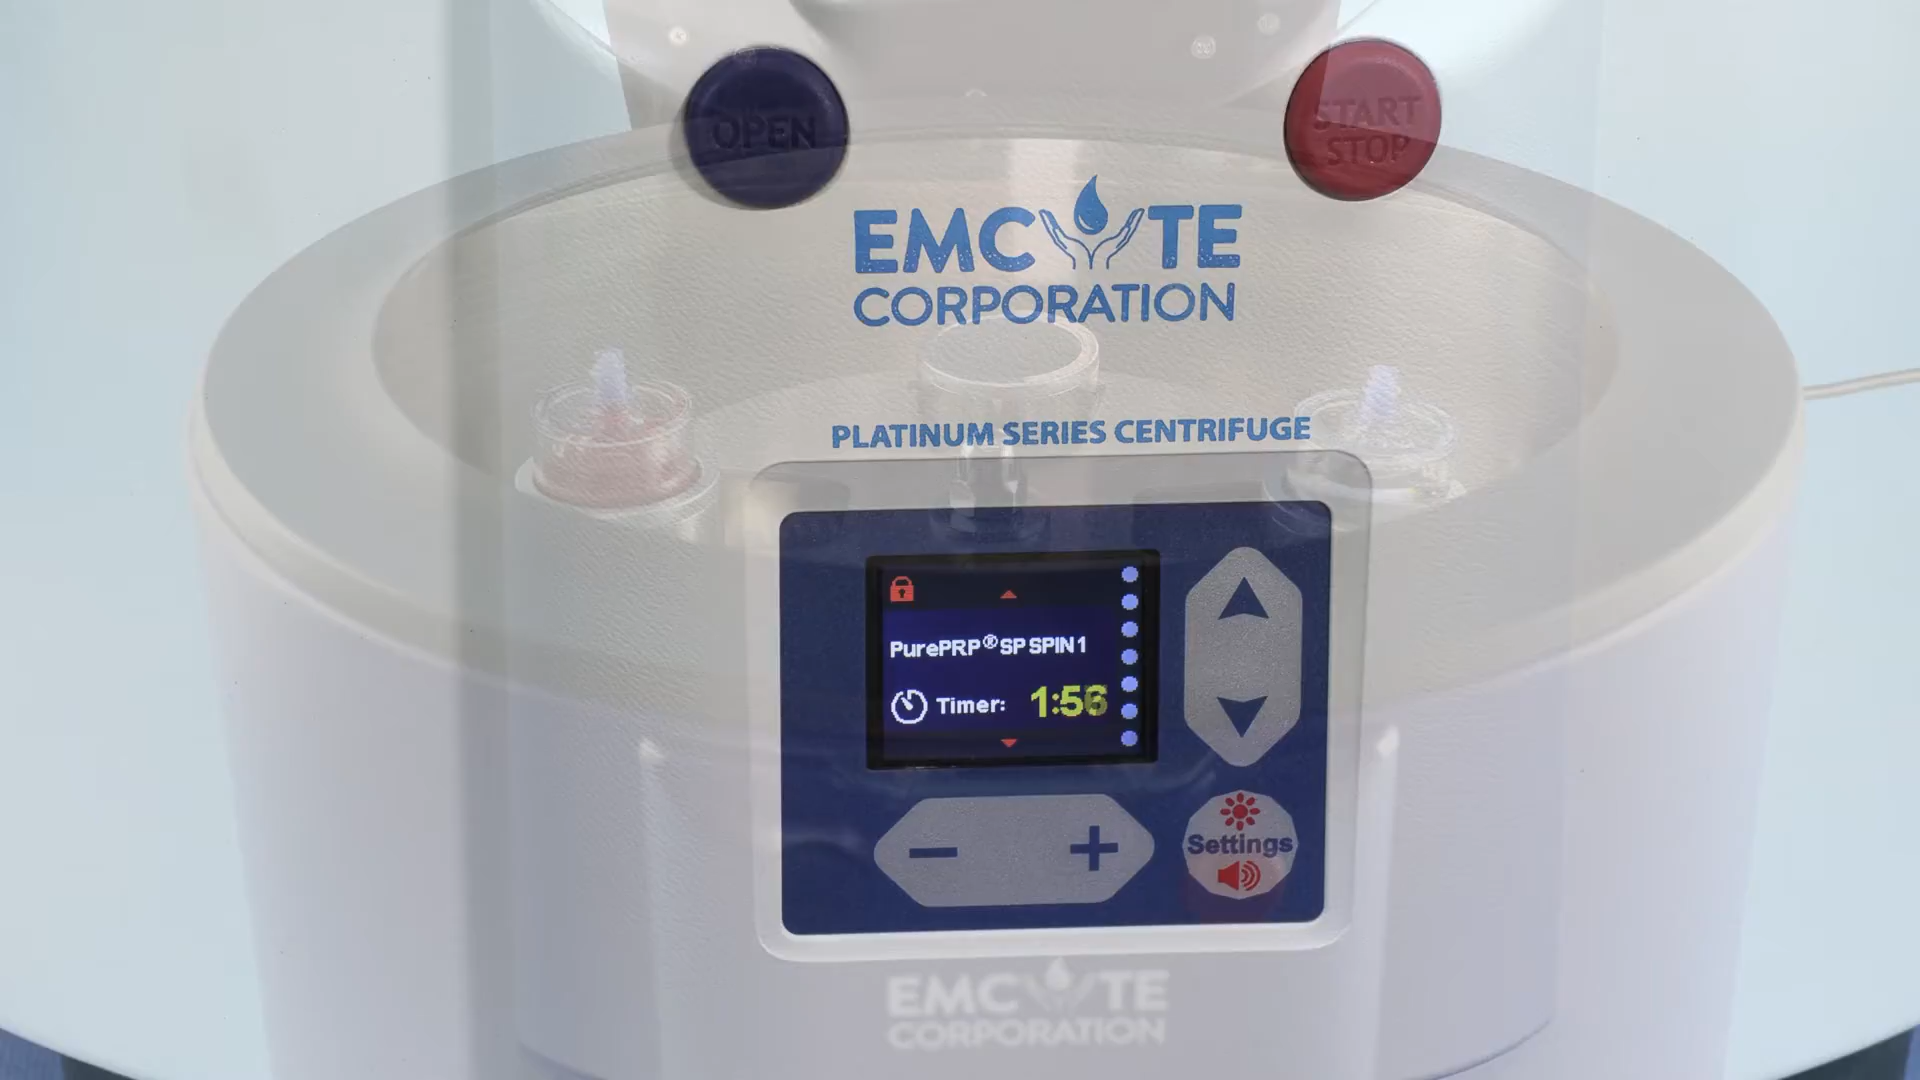 OPEN
START
STOP
EMCYTE
CORPORATION
PLATINUM SERIES CENTRIFUGE
PurePRP® SP SPIN 1
Timer: 1:56
Settings
EMCYTE
CORPORATION